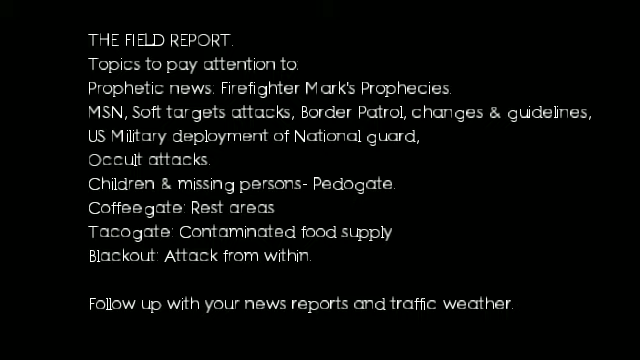 THE FIELD REPORT.
Topics to pay attention to:
Prophetic news: Firefighter Mark's Prophecies.
MSN, Soft targets attacks, Border Patrol, changes & guidelines,
US Military deployment of National guard,
Occult attacks.
Children & missing persons- Pedogate.
Coffeegate: Rest areas
Tacogate: Contaminated food supply
Blackout: Attack from within.
Follow up with your news reports and traffic weather.